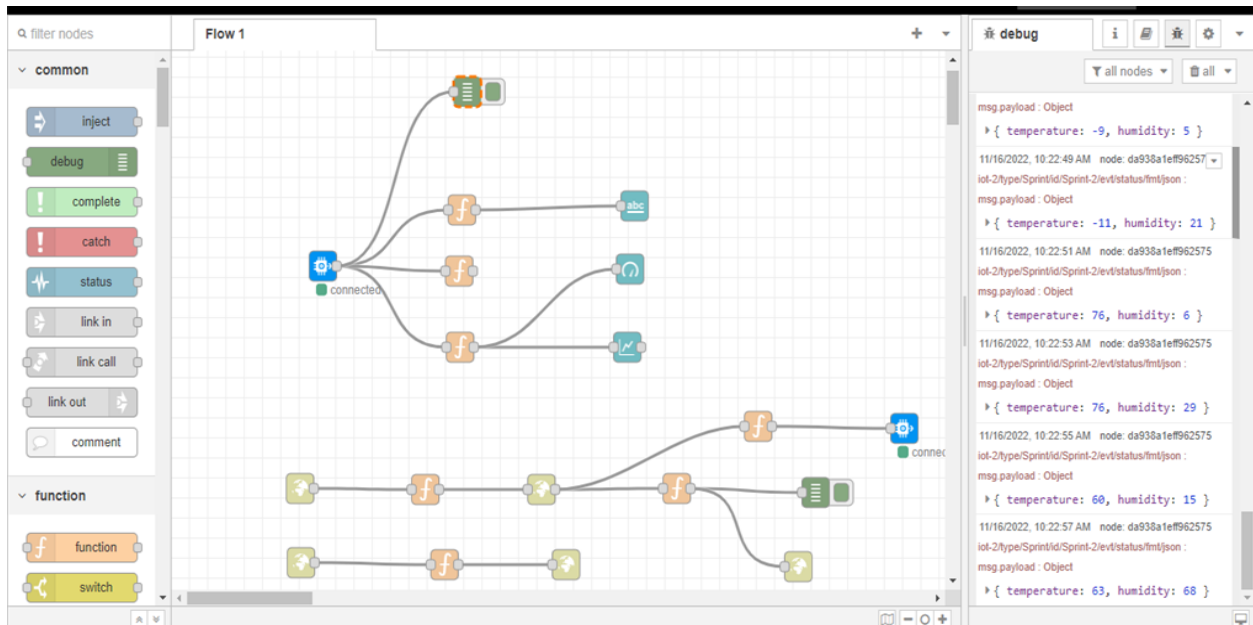 filter nodes
common
inject
debug
complete
catch
status
link in
link call
link out
comment
function
function
switch
Flow 1
abc
connected
connec
debug
all nodes
all
msg.payload : Object
{ temperature: -9, humidity: 5 }
11/16/2022, 10:22:49 AM node: da938a1eff96257
iot-2/type/Sprint/id/Sprint-2/evt/status/fmt/json :
msg.payload : Object
{ temperature: -11, humidity: 21 }
11/16/2022, 10:22:51 AM node: da938a1eff962575
iot-2/type/Sprint/id/Sprint-2/evt/status/fmt/json :
msg.payload : Object
{ temperature: 76, humidity: 6 }
11/16/2022, 10:22:53 AM node: da938a1eff962575
iot-2/type/Sprint/id/Sprint-2/evt/status/fmt/json :
msg.payload : Object
{ temperature: 76, humidity: 29 }
11/16/2022, 10:22:55 AM node: da938a1eff962575
iot-2/type/Sprint/id/Sprint-2/evt/status/fmt/json :
msg.payload : Object
{ temperature: 60, humidity: 15 }
11/16/2022, 10:22:57 AM node: da938a1eff962575
iot-2/type/Sprint/id/Sprint-2/evt/status/fmt/json :
msg.payload : Object
{ temperature: 63, humidity: 68 }